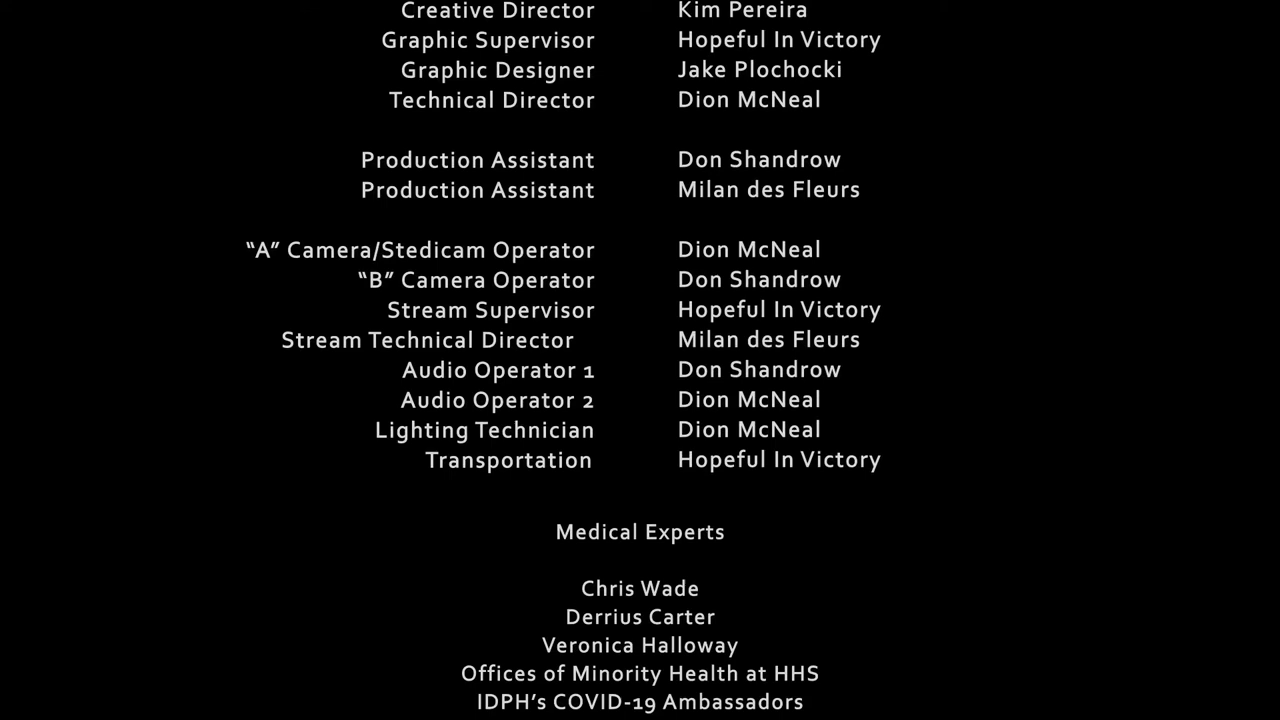 Creative Director Kim Pereira
Graphic Supervisor Hopeful In Victory
Graphic Designer Jake Plochocki
Technical Director Dion McNeal
Production Assistant Don Shandrow
Production Assistant Milan des Fleurs
“A” Camera/Stedicam Operator Dion McNeal
“B” Camera Operator Don Shandrow
Stream Supervisor Hopeful In Victory
Stream Technical Director Milan des Fleurs
Audio Operator 1 Don Shandrow
Audio Operator 2 Dion McNeal
Lighting Technician Dion McNeal
Transportation Hopeful In Victory
Medical Experts
Chris Wade
Derrius Carter
Veronica Halloway
Offices of Minority Health at HHS
IDPH’s COVID-19 Ambassadors